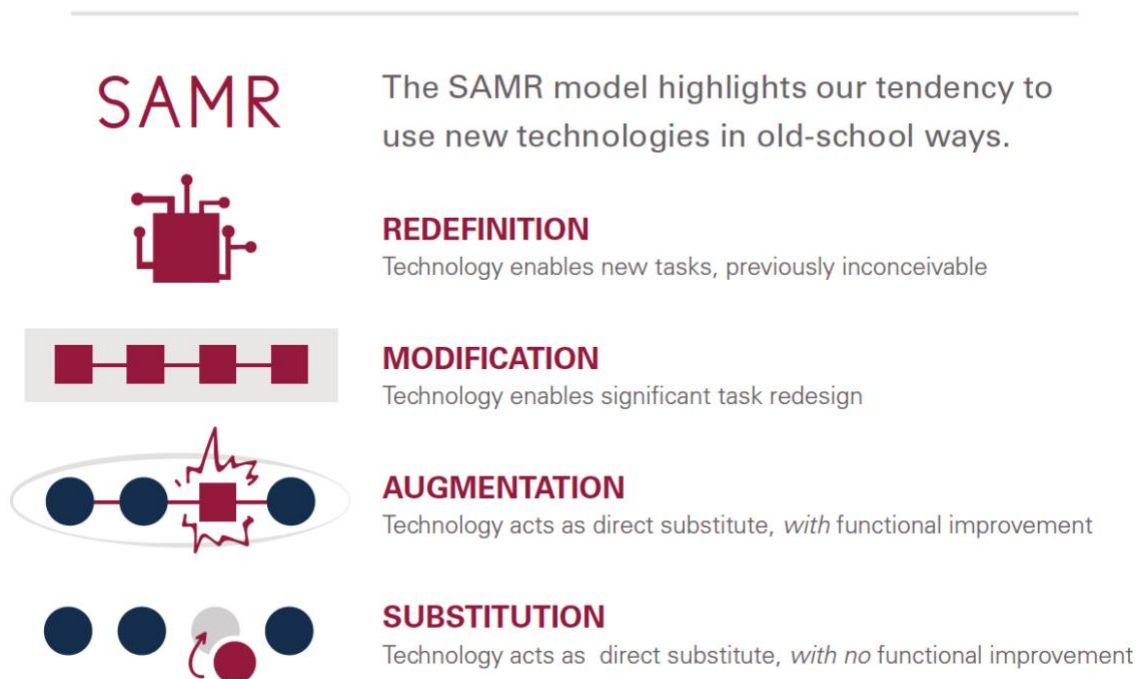 SAMR
The SAMR model highlights our tendency to
use new technologies in old-school ways.
REDEFINITION
Technology enables new tasks, previously inconceivable
MODIFICATION
Technology enables significant task redesign
AUGMENTATION
Technology acts as direct substitute, with functional improvement
SUBSTITUTION
Technology acts as direct substitute, with no functional improvement